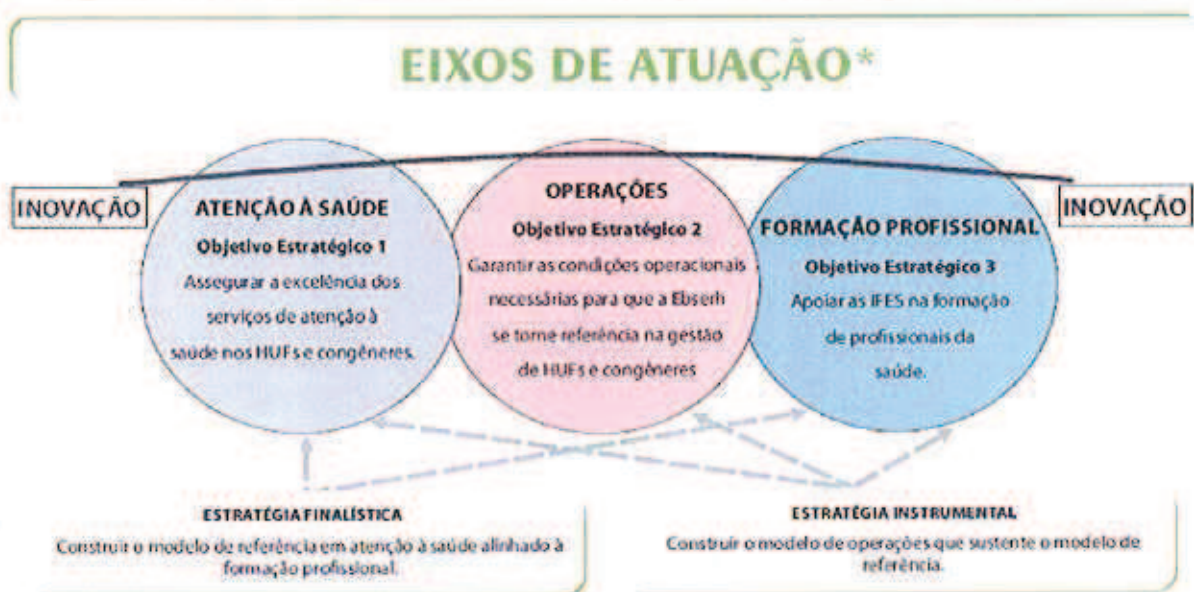 EIXOS DE ATUAÇÃO*
INOVAÇÃO
ATENÇÃO À SAÚDE
Objetivo Estratégico 1
Assegurar a excelência dos
serviços de atenção à
saúde nos HUFs e congêneres.
OPERAÇÕES
Objetivo Estratégico 2
Garantir as condições operacionais
necessárias para que a Ebserh
se torne referência na gestão
de HUFs e congêneres
FORMAÇÃO PROFISSIONAL
Objetivo Estratégico 3
Apoiar as IFES na formação
de profissionais da
saúde.
INOVAÇÃO
ESTRATÉGIA FINALÍSTICA
Construir o modelo de referência em atenção à saúde alinhado à
formação profissional.
ESTRATÉGIA INSTRUMENTAL
Construir o modelo de operações que sustente o modelo de
referência.